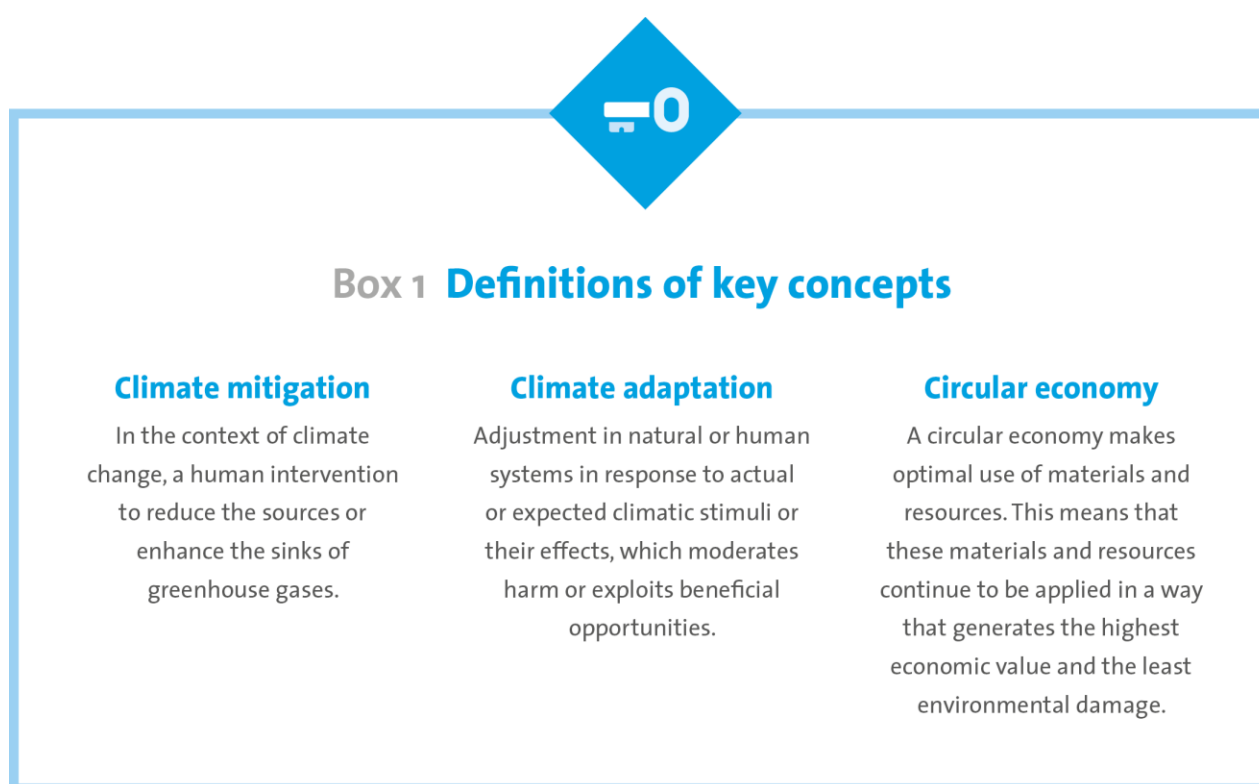 Box 1 Definitions of key concepts
Climate mitigation
In the context of climate
change, a human intervention
to reduce the sources or
enhance the sinks of
greenhouse gases.
Climate adaptation
Adjustment in natural or human
systems in response to actual
or expected climatic stimuli or
their effects, which moderates
harm or exploits beneficial
opportunities.
Circular economy
A circular economy makes
optimal use of materials and
resources. This means that
these materials and resources
continue to be applied in a way
that generates the highest
economic value and the least
environmental damage.